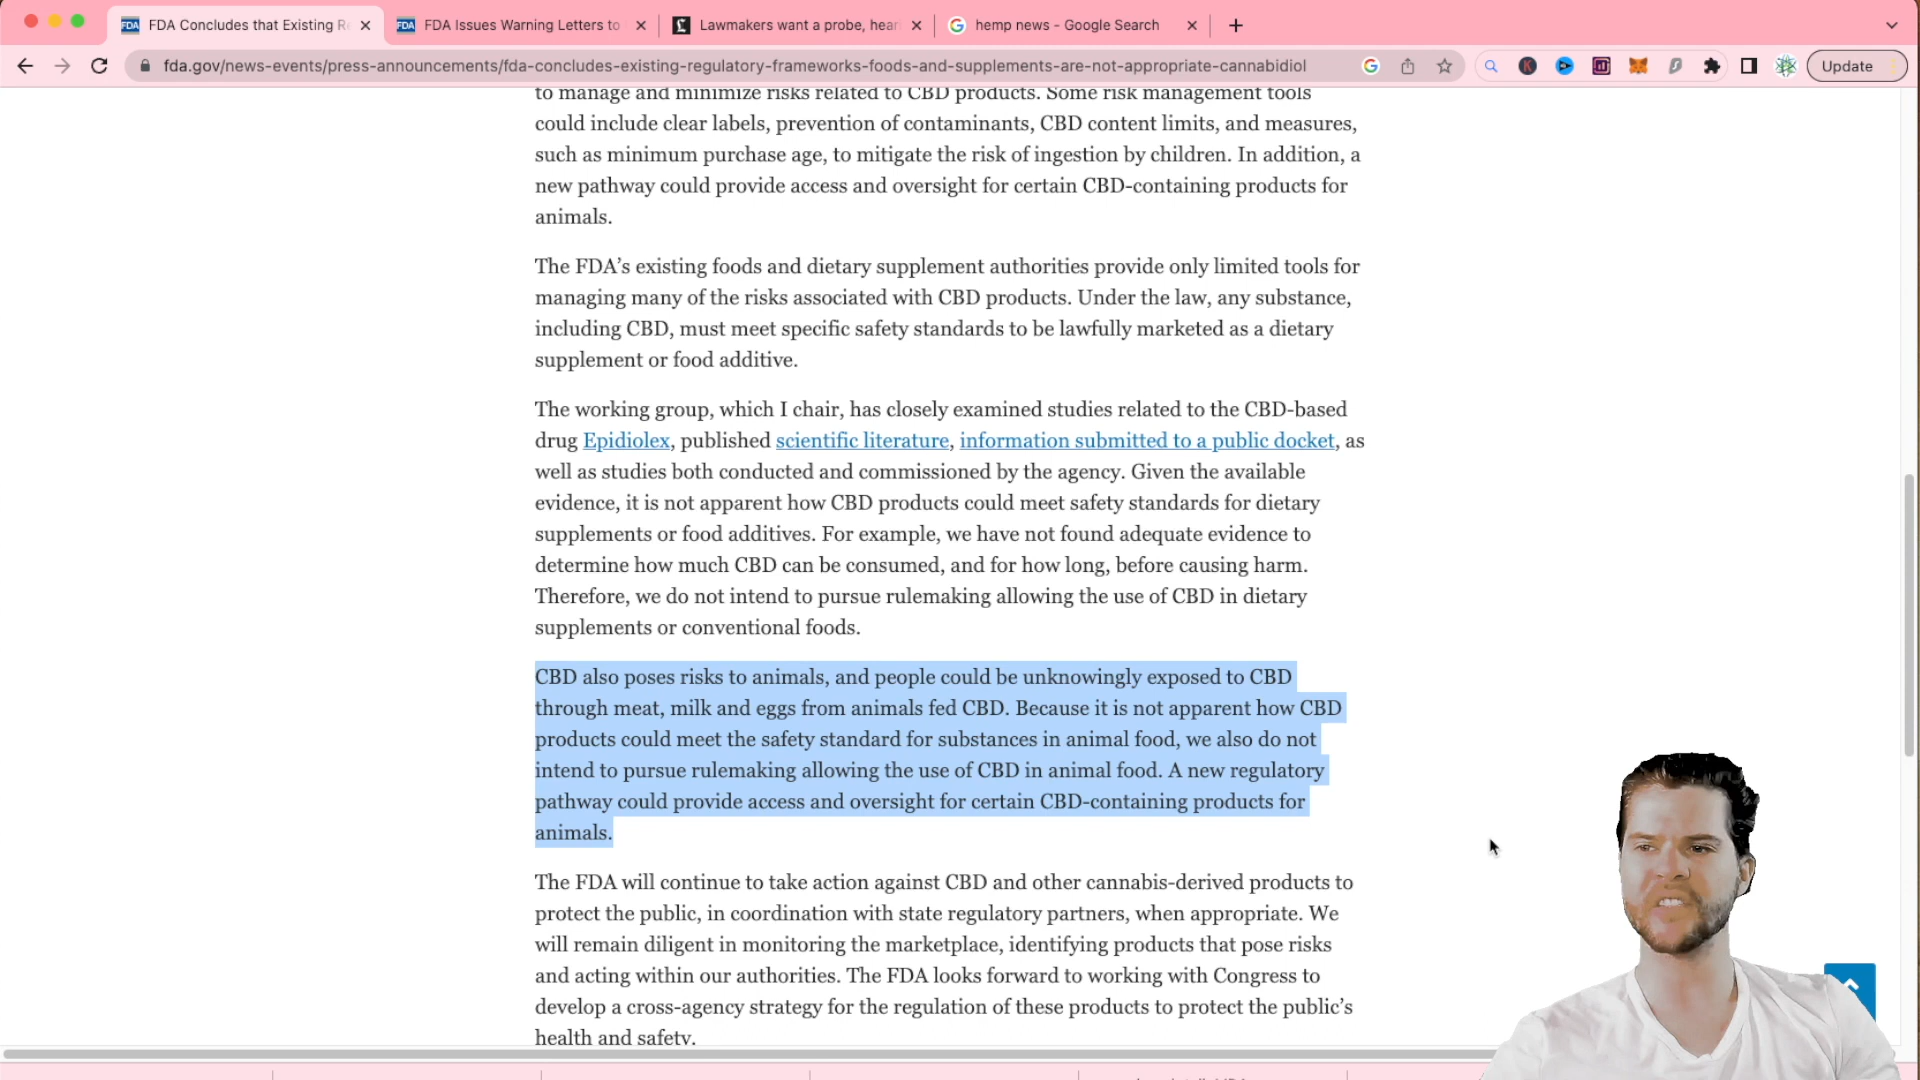 FDA Concludes that Existing Re
FDA Issues Warning Letters to
Lawmakers want a probe, hear
hemp news - Google Search
fda.gov/news-events/press-announcements/fda-concludes-existing-regulatory-frameworks-foods-and-supplements-are-not-appropriate-cannabidiol
Update
to manage and minimize risks related to CBD products. Some risk management tools
could include clear labels, prevention of contaminants, CBD content limits, and measures,
such as minimum purchase age, to mitigate the risk of ingestion by children. In addition, a
new pathway could provide access and oversight for certain CBD-containing products for
animals.
The FDA’s existing foods and dietary supplement authorities provide only limited tools for
managing many of the risks associated with CBD products. Under the law, any substance,
including CBD, must meet specific safety standards to be lawfully marketed as a dietary
supplement or food additive.
The working group, which I chair, has closely examined studies related to the CBD-based
drug Epidiolex, published scientific literature, information submitted to a public docket, as
well as studies both conducted and commissioned by the agency. Given the available
evidence, it is not apparent how CBD products could meet safety standards for dietary
supplements or food additives. For example, we have not found adequate evidence to
determine how much CBD can be consumed, and for how long, before causing harm.
Therefore, we do not intend to pursue rulemaking allowing the use of CBD in dietary
supplements or conventional foods.
CBD also poses risks to animals, and people could be unknowingly exposed to CBD
through meat, milk and eggs from animals fed CBD. Because it is not apparent how CBD
products could meet the safety standard for substances in animal food, we also do not
intend to pursue rulemaking allowing the use of CBD in animal food. A new regulatory
pathway could provide access and oversight for certain CBD-containing products for
animals.
The FDA will continue to take action against CBD and other cannabis-derived products to
protect the public, in coordination with state regulatory partners, when appropriate. We
will remain diligent in monitoring the marketplace, identifying products that pose risks
and acting within our authorities. The FDA looks forward to working with Congress to
develop a cross-agency strategy for the regulation of these products to protect the public’s
health and safety.